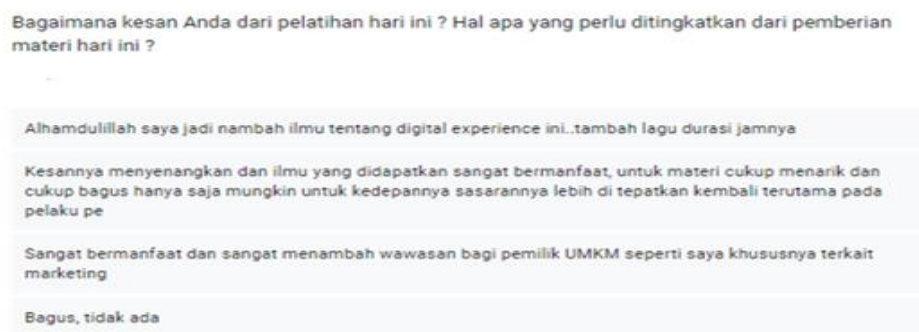 Bagaimana kesan Anda dari pelatihan hari ini ? Hal apa yang perlu ditingkatkan dari pemberian
materi hari ini ?
Alhamdulillah saya jadi nambah ilmu tentang digital experience ini..tambah lagu durasi jamnya
Kesannya menyenangkan dan ilmu yang didapatkan sangat bermanfaat, untuk materi cukup menarik dan
cukup bagus hanya saja mungkin untuk kedepannya sasarannya lebih di tepatkan kembali terutama pada
pelaku pe
Sangat bermanfaat dan sangat menambah wawasan bagi pemilik UMKM seperti saya khususnya terkait
marketing
Bagus, tidak ada